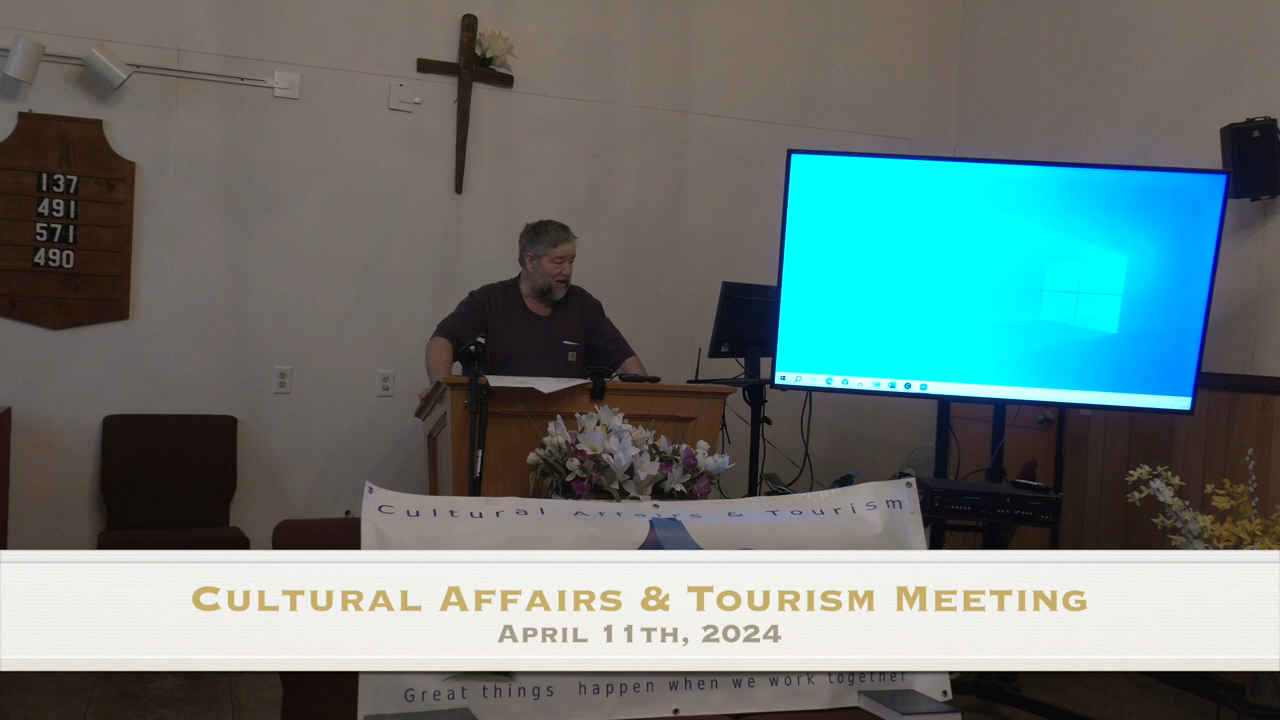 137
491
571
490
Cultural Affairs & Tourism
Cultural Affairs & Tourism Meeting
April 11th, 2024
Great things happen when we work together